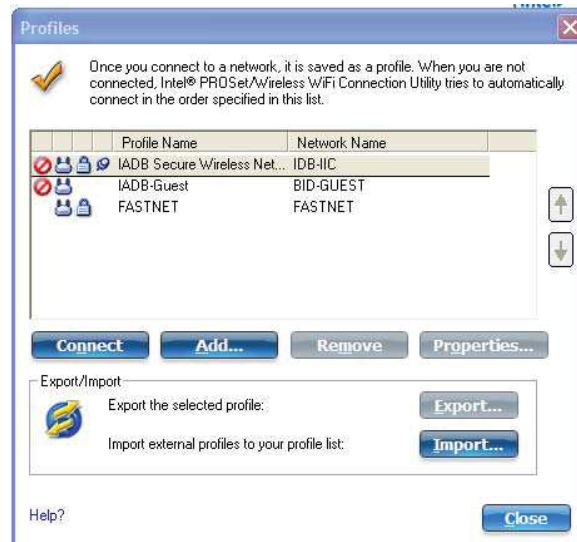 Profiles
Once you connect to a network, it is saved as a profile. When you are not
connected, Intel® PROSet/Wireless WiFi Connection Utility tries to automatically
connect in the order specified in this list.
Profile Name Network Name
IADB Secure Wireless Net... IDB-IIC
IADB-Guest BID-GUEST
FASTNET FASTNET
Connect Add... Remove Properties...
Export/Import
Export the selected profile: Export...
Import external profiles to your profile list: Import...
Help? Close